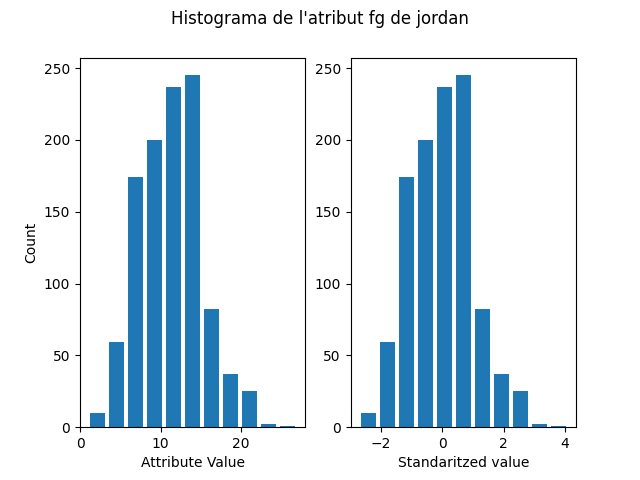 Histograma de l'atribut fg de jordan
250
200
150
100
50
0
Count
0 10 20
Attribute Value
250
200
150
100
50
0
−2 0 2 4
Standaritzed value